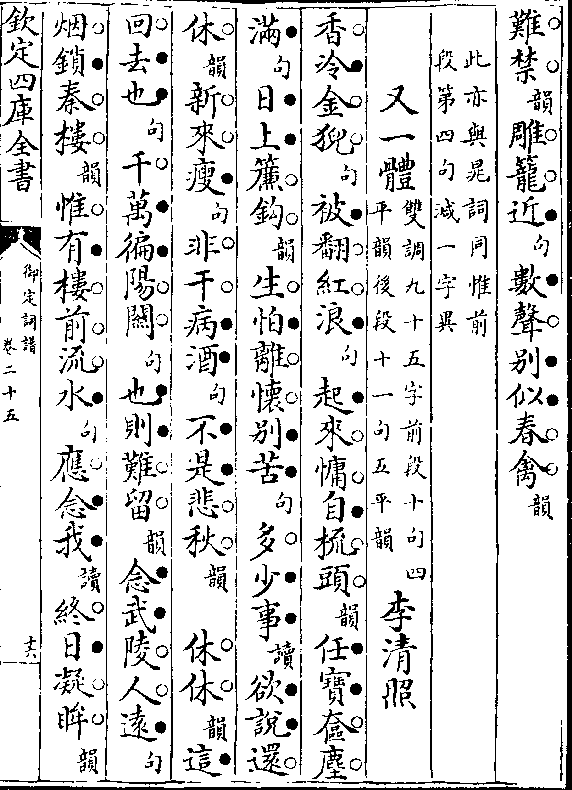 難禁韻雕籠近句數聲别似春禽韻
此亦與晁詞同惟前
段第四句減一字異
又一體雙調九十五字前段十句四
平韻後段十一句五平韻
李清照
香冷金猊句被翻紅浪句起來慵自梳頭韻任寶奩塵
滿句日上簾鈎韻生怕離懷别苦句多少事讀欲說還
休韻新來瘦句非干病酒句不是悲秋韻休休韻這
回去也句千萬徧陽關句也則難留韻念武陵人遠句
烟鎖秦樓韻惟有樓前流水句應念我讀終日凝眸韻
欽定四庫全書
御定詞譜
卷二十五
十六